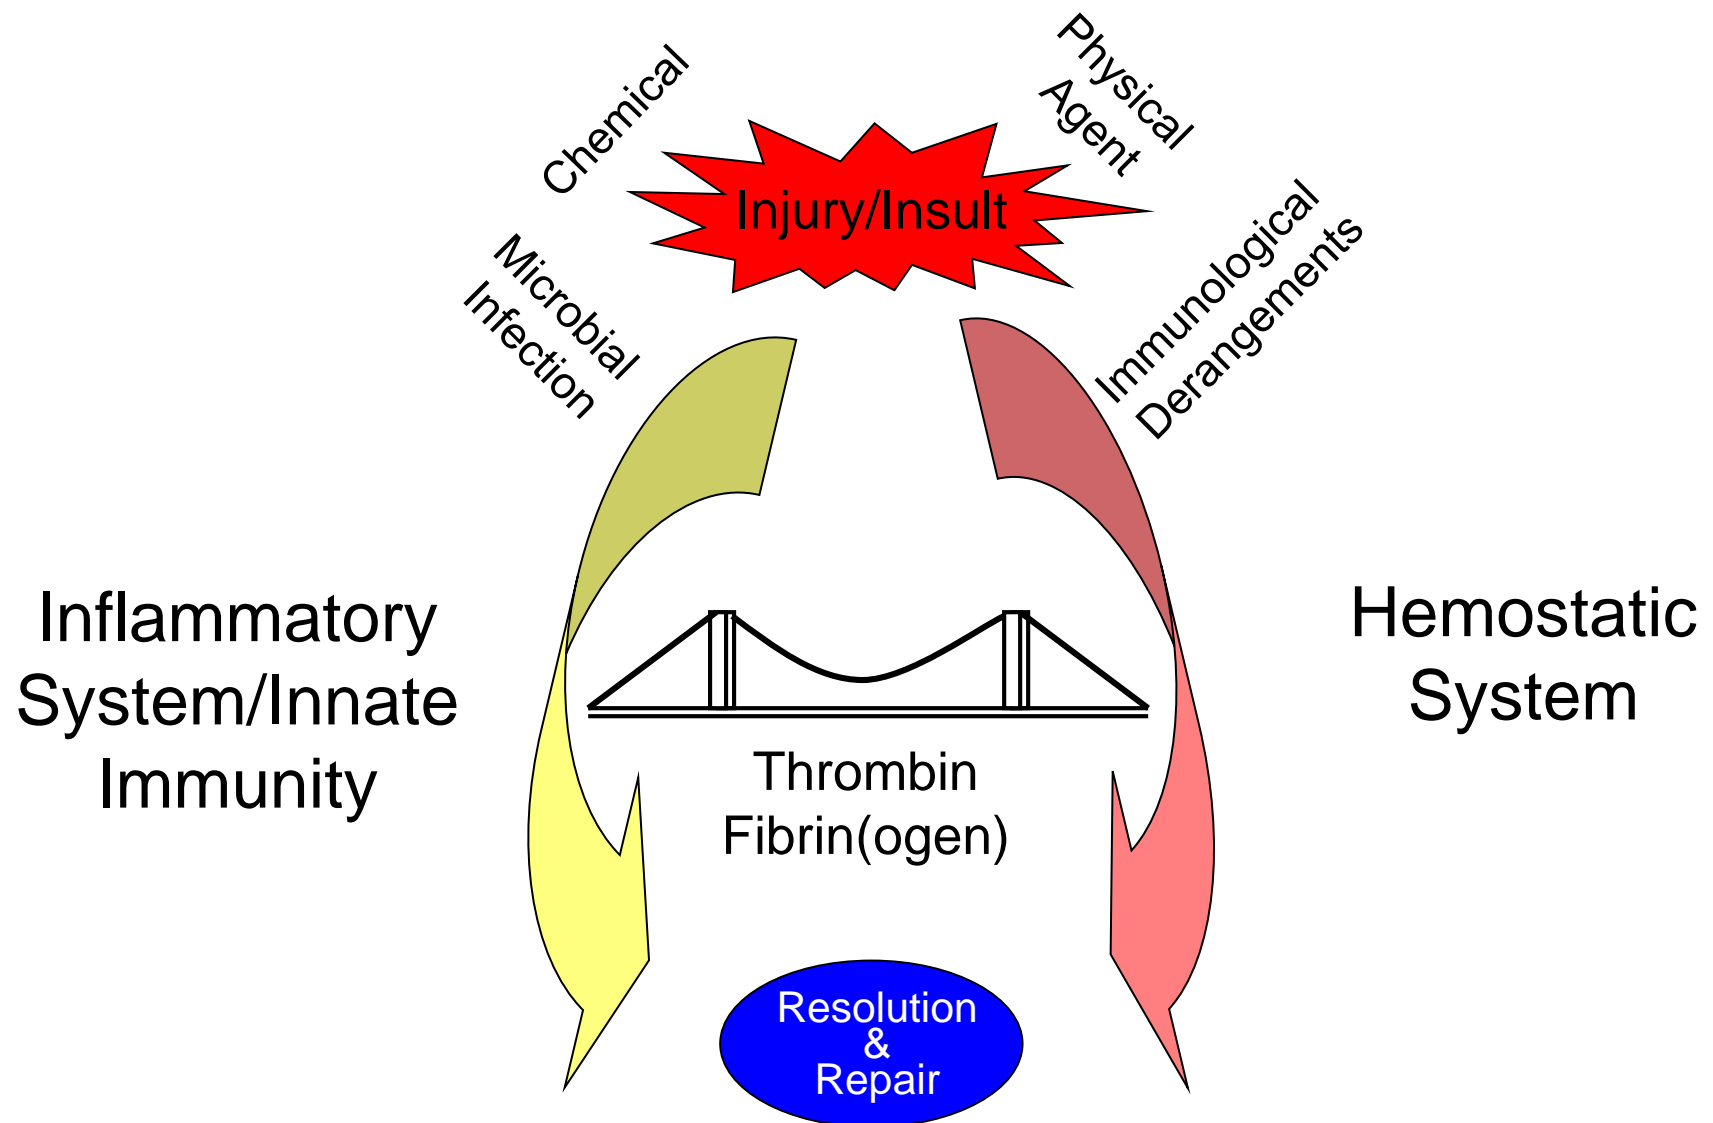 Chemical
Physical
Agent
Injury/Insult
Microbial
Infection
Immunological
Derangements
Inflammatory
System/Innate
Immunity
Hemostatic
System
Thrombin
Fibrin(ogen)
Resolution
&
Repair